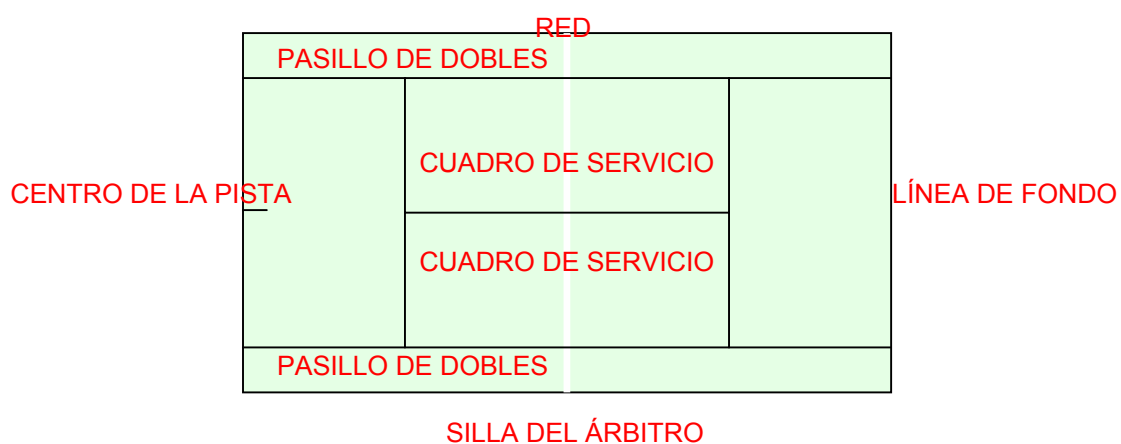 RED
PASILLO DE DOBLES
CUADRO DE SERVICIO
CENTRO DE LA PISTA
LÍNEA DE FONDO
CUADRO DE SERVICIO
PASILLO DE DOBLES
SILLA DEL ÁRBITRO